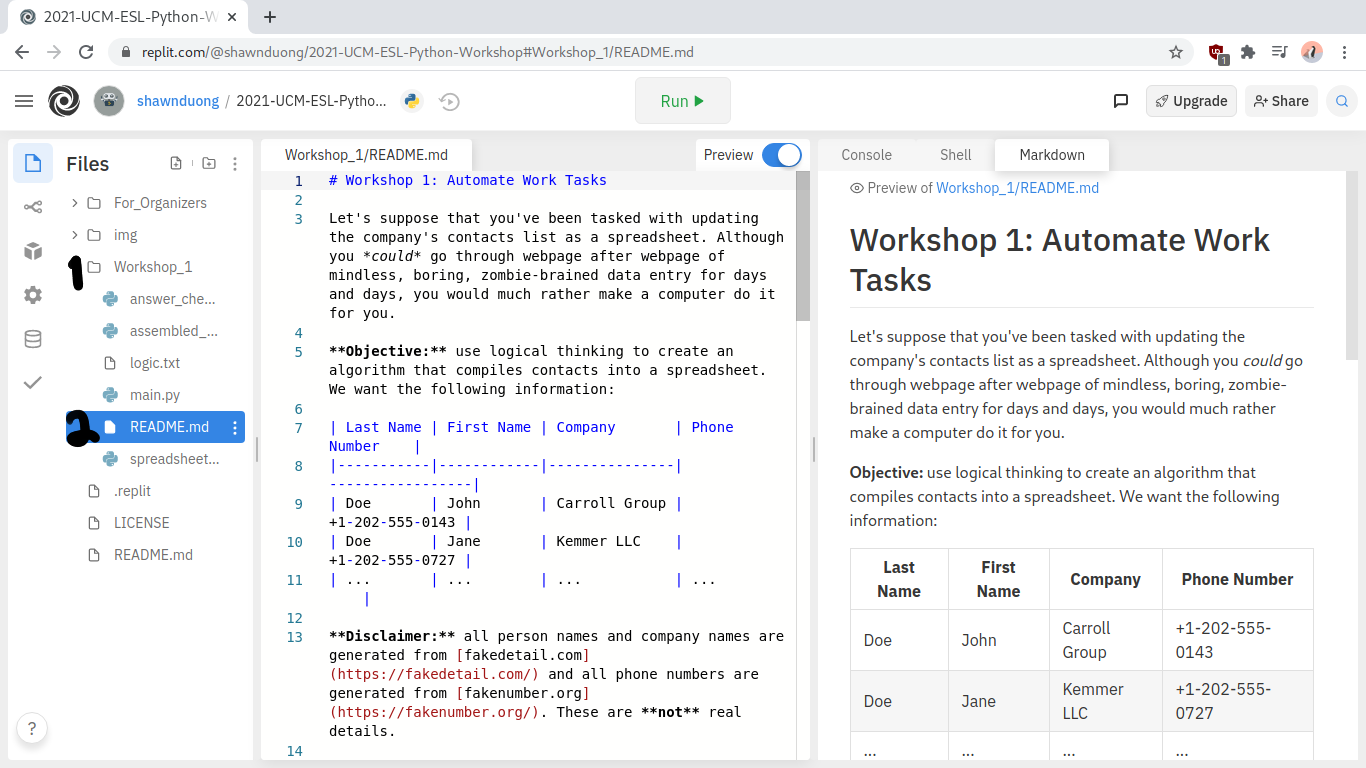 2021-UCM-ESL-Python-W
replit.com/@shawnduong/2021-UCM-ESL-Python-Workshop#Workshop_1/README.md
1
shawnduong / 2021-UCM-ESL-Pytho...
Run
Upgrade
Share
Files
For_Organizers
img
1
Workshop_1
answer_che...
assembled_...
logic.txt
main.py
2
README.md
spreadsheet...
.replit
LICENSE
README.md
?
Workshop_1/README.md
Preview
1 # Workshop 1: Automate Work Tasks
2
3 Let's suppose that you've been tasked with updating
the company's contacts list as a spreadsheet. Although
you *could* go through webpage after webpage of
mindless, boring, zombie-brained data entry for days
and days, you would much rather make a computer do it
for you.
4
5 **Objective:** use logical thinking to create an
algorithm that compiles contacts into a spreadsheet.
We want the following information:
6
7 | Last Name | First Name | Company | Phone
Number |
8 |-----------|------------|---------------|
-----------------|
9 | Doe | John | Carroll Group |
+1-202-555-0143 |
10 | Doe | Jane | Kemmer LLC |
+1-202-555-0727 |
11 | ... | ... | ... | ...
|
12
13 **Disclaimer:** all person names and company names are
generated from [fakedetail.com]
(https://fakedetail.com/) and all phone numbers are
generated from [fakenumber.org]
(https://fakenumber.org/). These are **not** real
details.
14
Console Shell Markdown
Preview of Workshop_1/README.md
Workshop 1: Automate Work
Tasks
Let's suppose that you've been tasked with updating the
company's contacts list as a spreadsheet. Although you could go
through webpage after webpage of mindless, boring, zombie-
brained data entry for days and days, you would much rather
make a computer do it for you.
Objective: use logical thinking to create an algorithm that
compiles contacts into a spreadsheet. We want the following
information:
Last Name First Name Company Phone Number
Doe John Carroll Group +1-202-555-0143
Doe Jane Kemmer LLC +1-202-555-0727
... ... ... ...